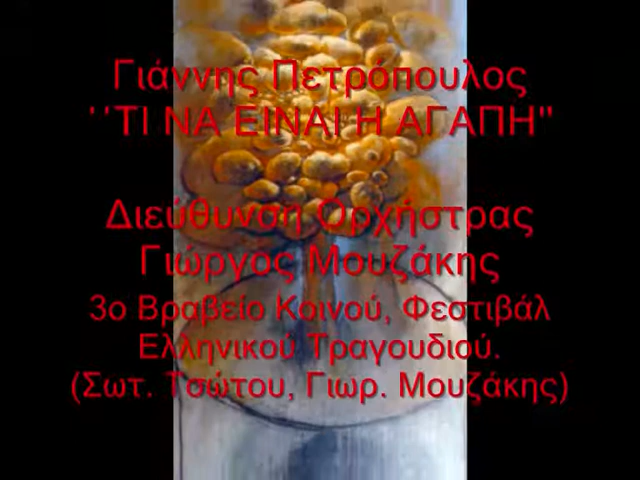 Γιάννης Πετρόπουλος
΄΄ΤΙ ΝΑ ΕΙΝΑΙ Η ΑΓΑΠΗ"
Διεύθυνση Ορχήστρας
Γιώργος Μουζάκης
3ο Βραβείο Κοινού, Φεστιβάλ
Ελληνικού Τραγουδιού.
(Σωτ. Τσώτου, Γιωρ. Μουζάκης)